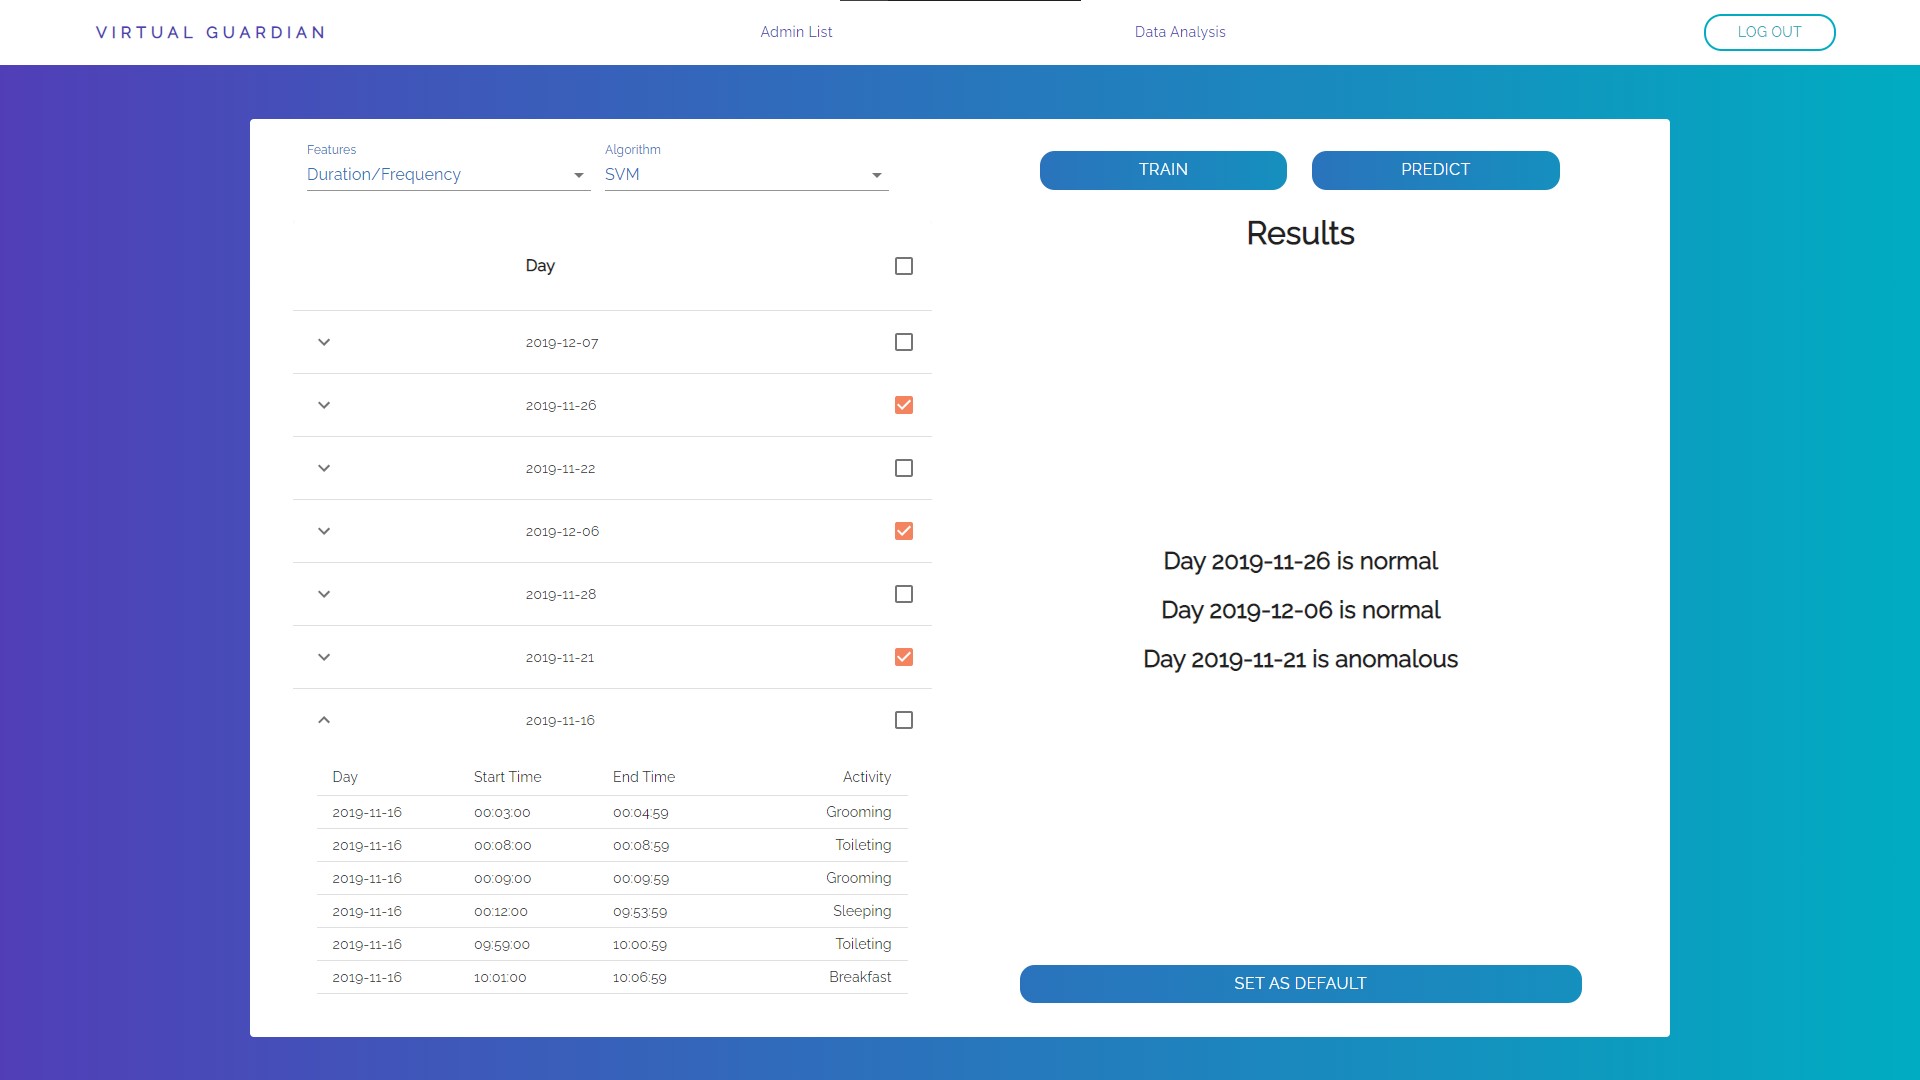 VIRTUAL GUARDIAN Admin List Data Analysis LOG OUT
Features Algorithm
Duration/Frequency SVM
TRAIN PREDICT
Results
Day
2019-12-07
2019-11-26
2019-11-22
2019-12-06
2019-11-28
2019-11-21
2019-11-16
Day Start Time End Time Activity
2019-11-16 00:03:00 00:04:59 Grooming
2019-11-16 00:08:00 00:08:59 Toileting
2019-11-16 00:09:00 00:09:59 Grooming
2019-11-16 00:12:00 09:53:59 Sleeping
2019-11-16 09:59:00 10:00:59 Toileting
2019-11-16 10:01:00 10:06:59 Breakfast
Day 2019-11-26 is normal
Day 2019-12-06 is normal
Day 2019-11-21 is anomalous
SET AS DEFAULT